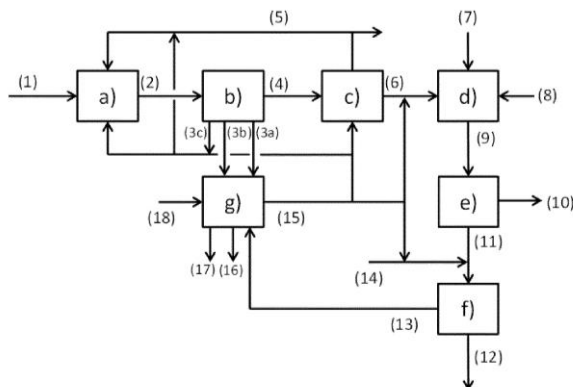 (5) (7)
(1) (2) (4) (6)
a) b) c) d) (8)
(3c) (3b) (3a) (9)
g) e)
(18) (15) (10)
(17) (16) (14) (11)
f)
(13)
(12)